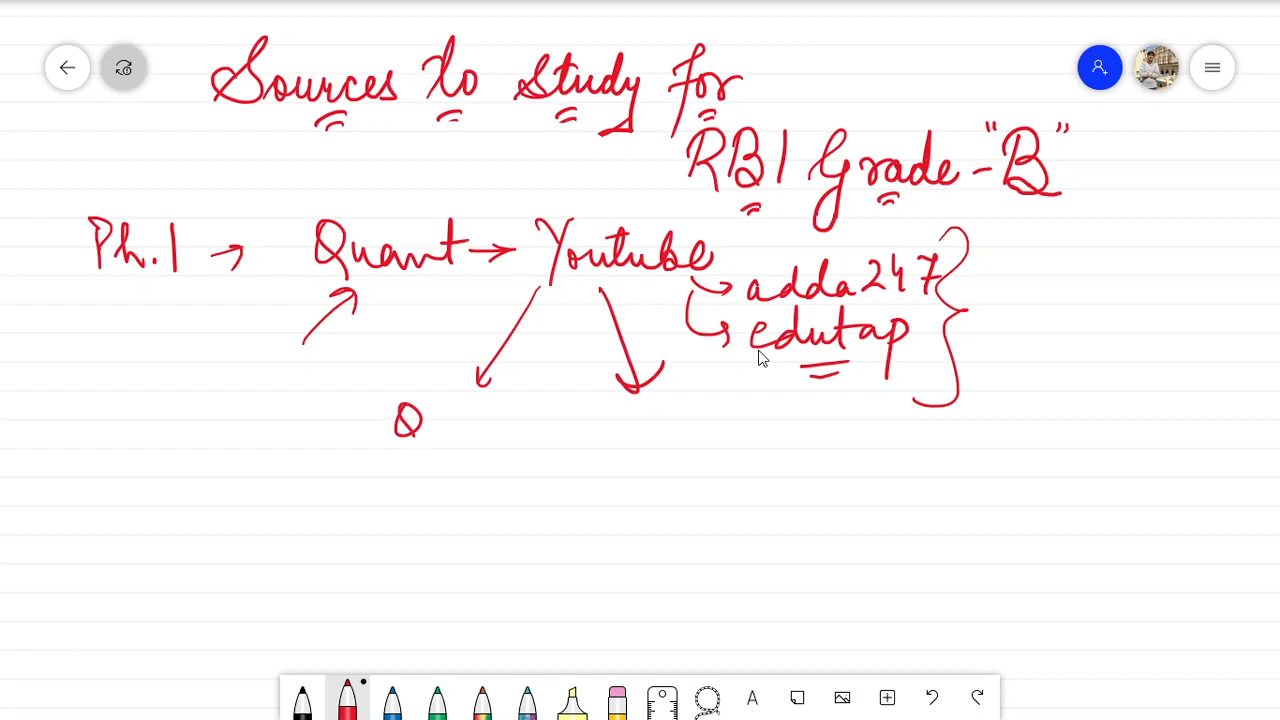 Sources to Study For
RBI Grade-"B"
Ph.1 → Quant → Youtube
→ adda247
→ edutap
Q
A